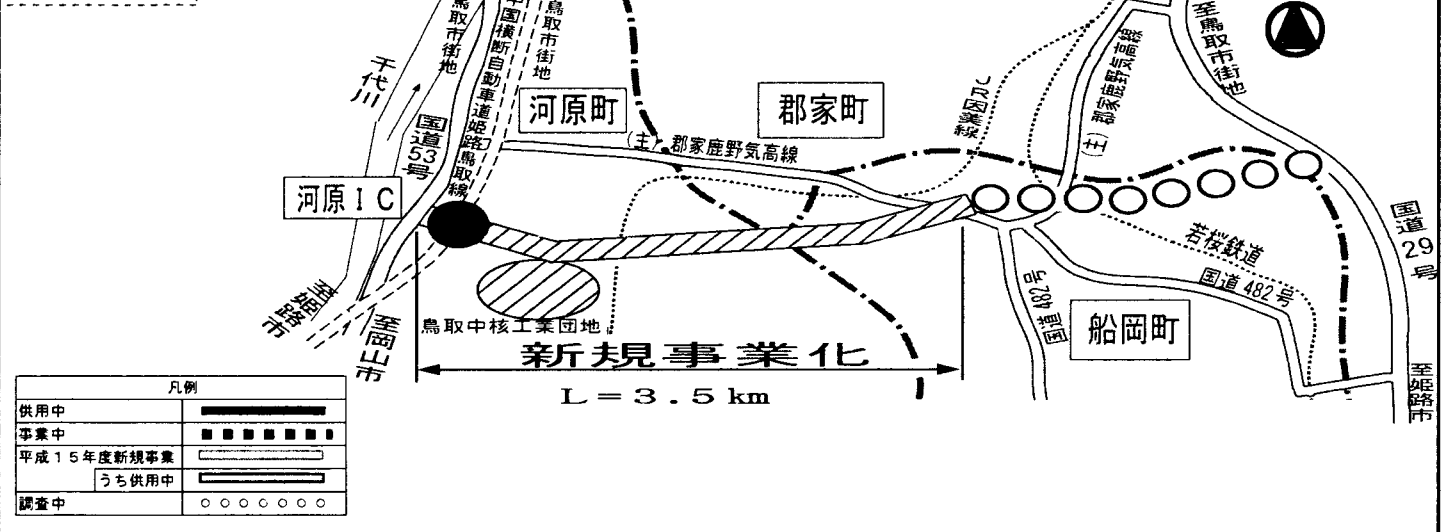 鳥取市街地
中国横断自動車道姫路鳥取線
鳥取市街地
千代川
国道53号
河原町
郡家町
(主) 郡家鹿野気高線
(主) 郡家鹿野気高線
至鳥取市街地
河原IC
若桜鉄道
国道29号
国道482号
国道482号
船岡町
至姫路市
至岡山市
鳥取中核工業団地
新規事業化
L=3.5km
至姫路市
凡例
供用中
事業中
平成15年度新規事業
うち供用中
調査中